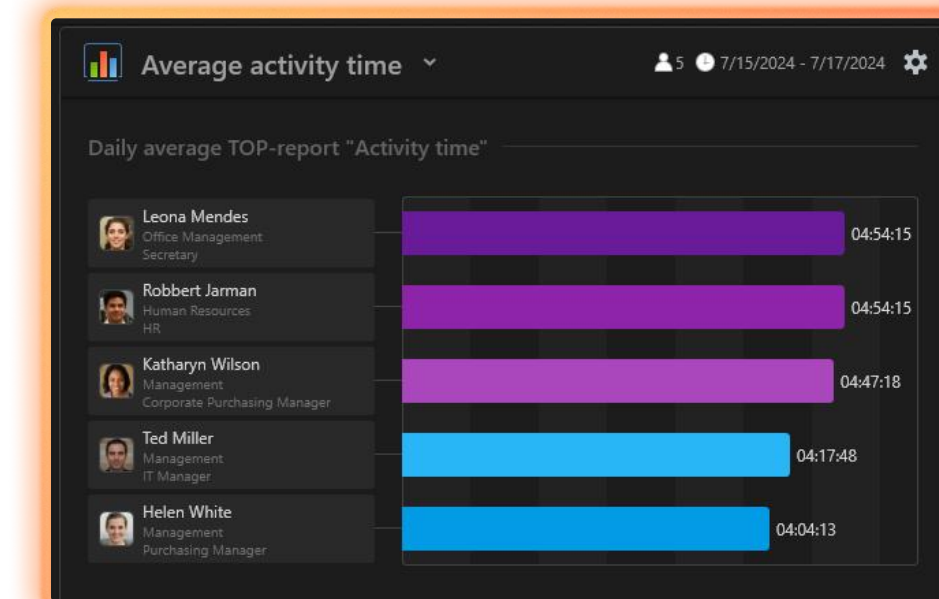 Average activity time
5 7/15/2024 - 7/17/2024
Daily average TOP-report "Activity time"
Leona Mendes
Office Management
Secretary
04:54:15
Robbert Jarman
Human Resources
HR
04:54:15
Katharyn Wilson
Management
Corporate Purchasing Manager
04:47:18
Ted Miller
Management
IT Manager
04:17:48
Helen White
Management
Purchasing Manager
04:04:13